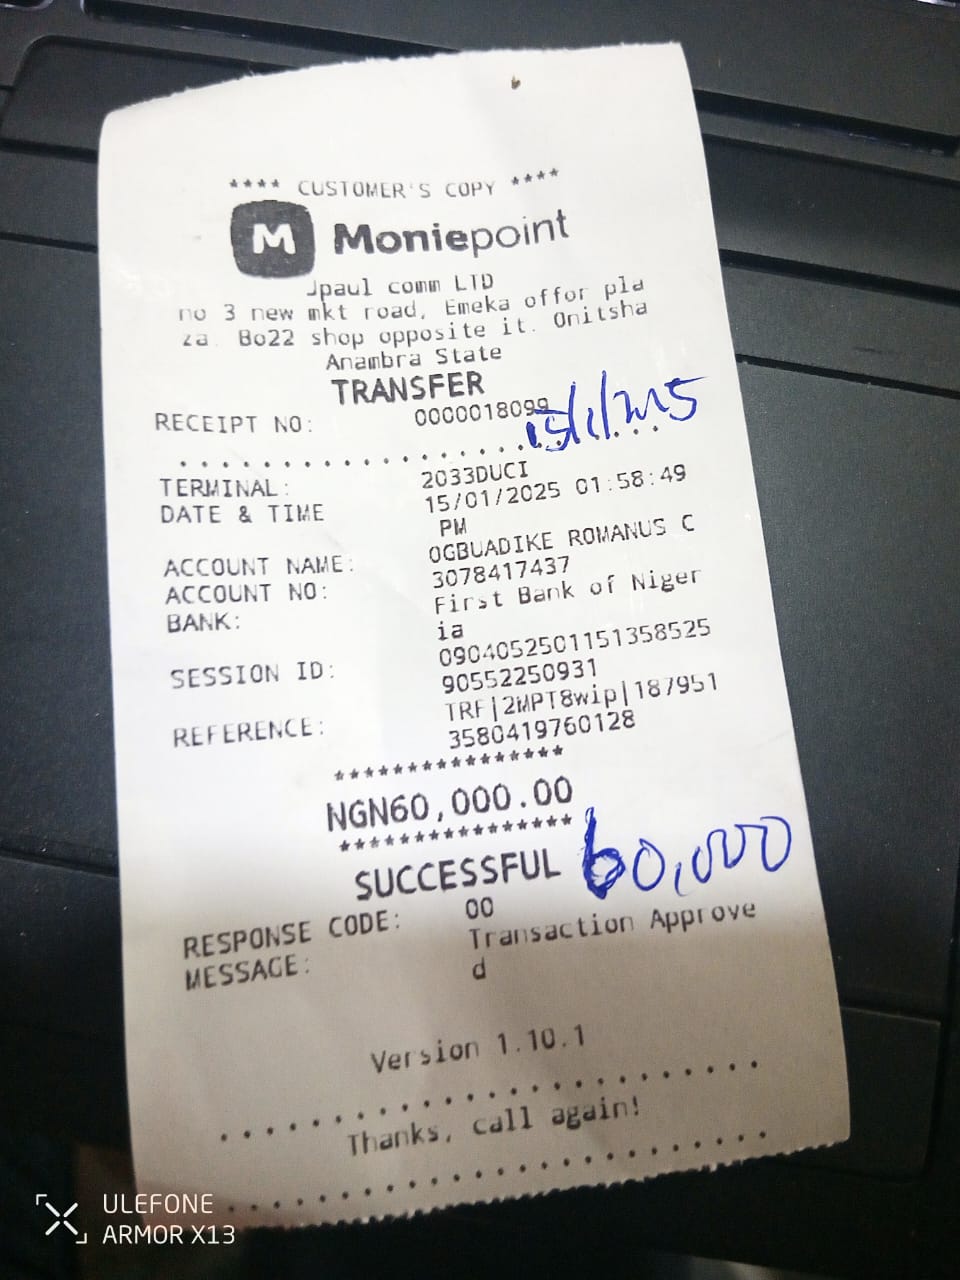 **** CUSTOMER'S COPY ****
M Moniepoint
Jpaul comm LTD
no 3 new mkt road, Emeka offor pla
za. Bo22 shop opposite it. Onitsha
Anambra State
TRANSFER
RECEIPT NO: 0000018099
15/1/2025
TERMINAL: 2033DUCI
DATE & TIME 15/01/2025 01:58:49
PM
ACCOUNT NAME: OGBUADIKE ROMANUS C
ACCOUNT NO: 3078417437
BANK: First Bank of Niger
ia
SESSION ID: 0904052501151358525
90552250931
REFERENCE: TRF|2MPT8wip|187951
3580419760128
***************
NGN60,000.00
***************
SUCCESSFUL 60,000
RESPONSE CODE: 00
MESSAGE: Transaction Approve
d
Version 1.10.1
Thanks, call again!
ULEFONE
ARMOR X13